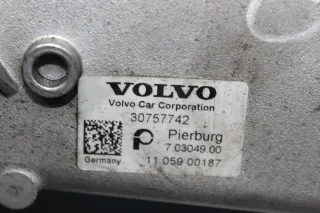 VOLVO
Volvo Car Corporation
30757742
Pierburg
7.03049.00
Germany
11 059 00187